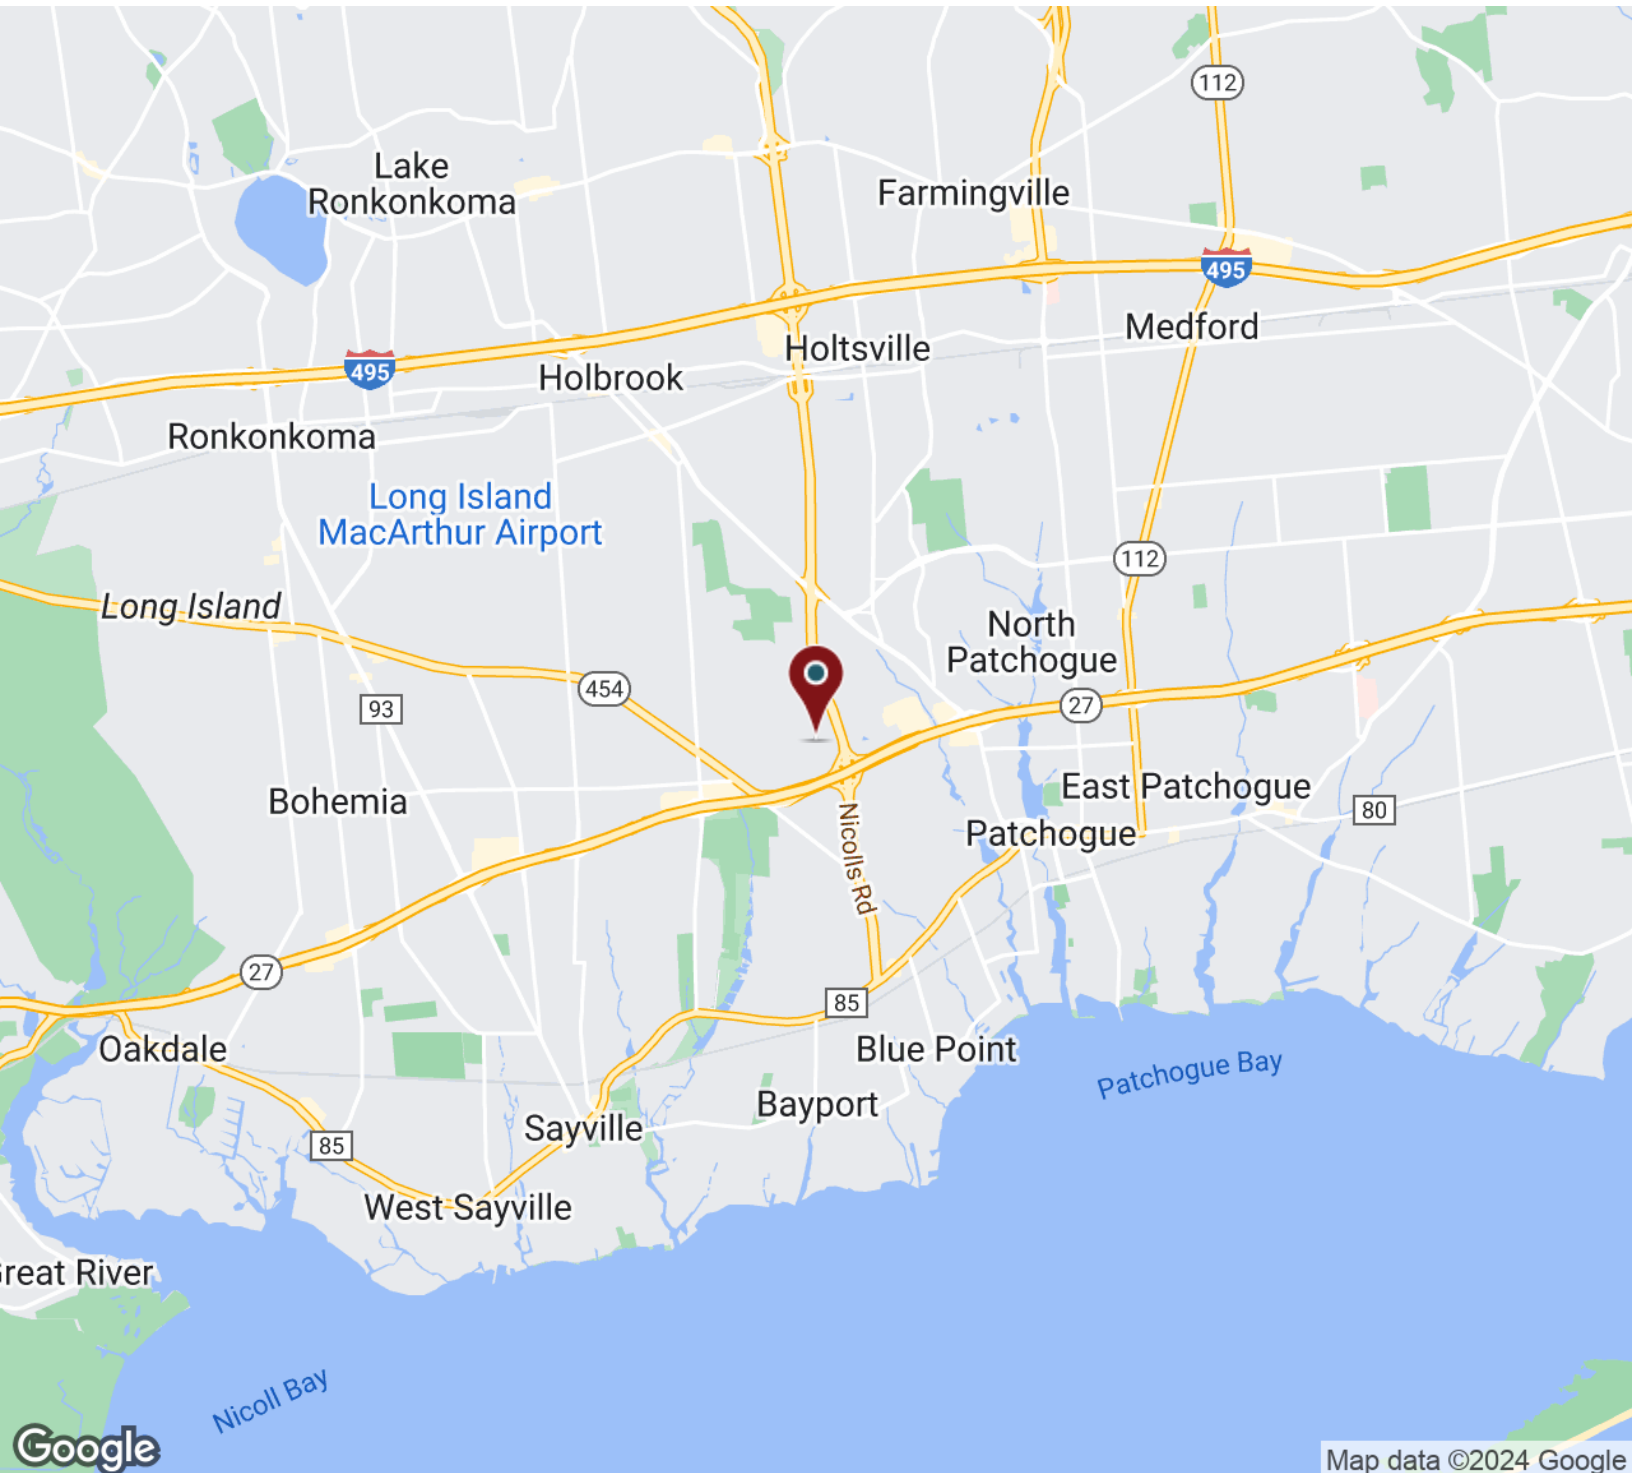 112
Lake
Ronkonkoma
Farmingville
495
Medford
Holtsville
495
Holbrook
Ronkonkoma
Long Island
MacArthur Airport
112
Long Island
North
Patchogue
454
93
27
East Patchogue
Bohemia
80
Patchogue
Nicolls Rd
27
85
Oakdale
Blue Point
Patchogue Bay
Bayport
Sayville
85
West Sayville
reat River
Nicoll Bay
Google
Map data ©2024 Google